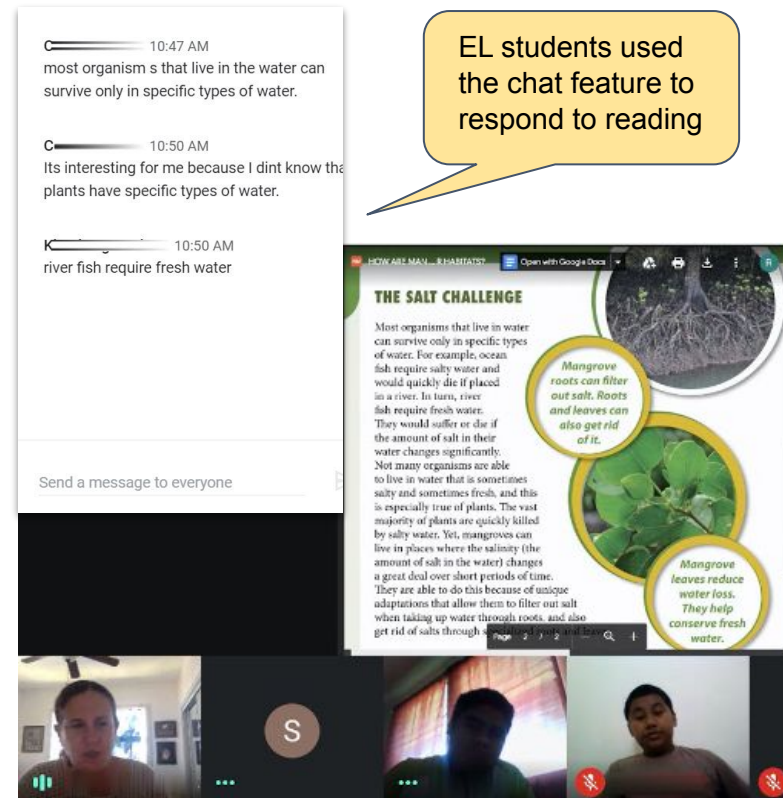 10:47 AM
most organism s that live in the water can
survive only in specific types of water.
10:50 AM
Its interesting for me because I dint know tha
plants have specific types of water.
10:50 AM
river fish require fresh water
Send a message to everyone
EL students used
the chat feature to
respond to reading
HOW ARE MAN... R HABITATS?
Open with Google Docs
R
THE SALT CHALLENGE
Most organisms that live in water
can survive only in specific types
of water. For example, ocean
fish require salty water and
would quickly die if placed
in a river. In turn, river
fish require fresh water.
They would suffer or die if
the amount of salt in their
water changes significantly.
Not many organisms are able
to live in water that is sometimes
salty and sometimes fresh, and this
is especially true of plants. The vast
majority of plants are quickly killed
by salty water. Yet, mangroves can
live in places where the salinity (the
amount of salt in the water) changes
a great deal over short periods of time.
They are able to do this because of unique
adaptations that allow them to filter out salt
when taking up water through roots, and also
get rid of salts through
Page 2 / 2
Mangrove
roots can filter
out salt. Roots
and leaves can
also get rid
of it.
Mangrove
leaves reduce
water loss.
They help
conserve fresh
water.
S